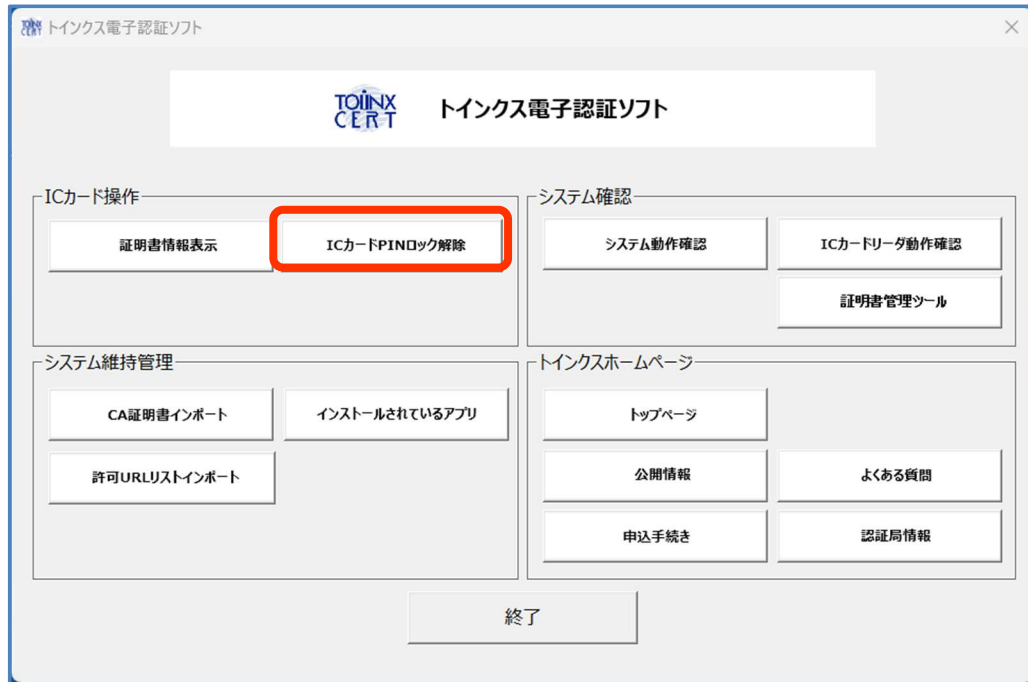 トインクス電子認証ソフト
TOiNX
CERT
トインクス電子認証ソフト
ICカード操作
証明書情報表示
ICカードPINロック解除
システム確認
システム動作確認
ICカードリーダ動作確認
証明書管理ツール
システム維持管理
CA証明書インポート
インストールされているアプリ
許可URLリストインポート
トインクスホームページ
トップページ
公開情報
よくある質問
申込手続き
認証局情報
終了